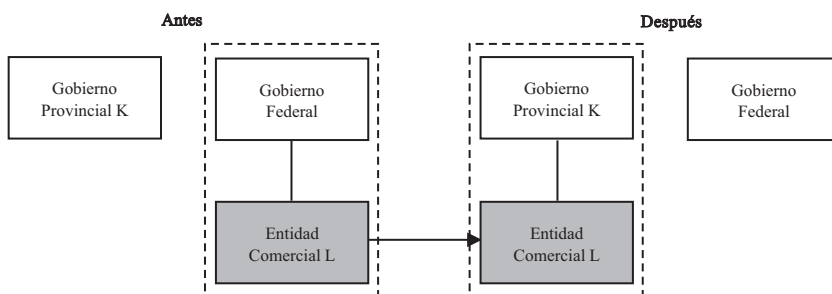 Antes
Después
Gobierno
Provincial K
Gobierno
Federal
Gobierno
Provincial K
Gobierno
Federal
Entidad
Comercial L
Entidad
Comercial L